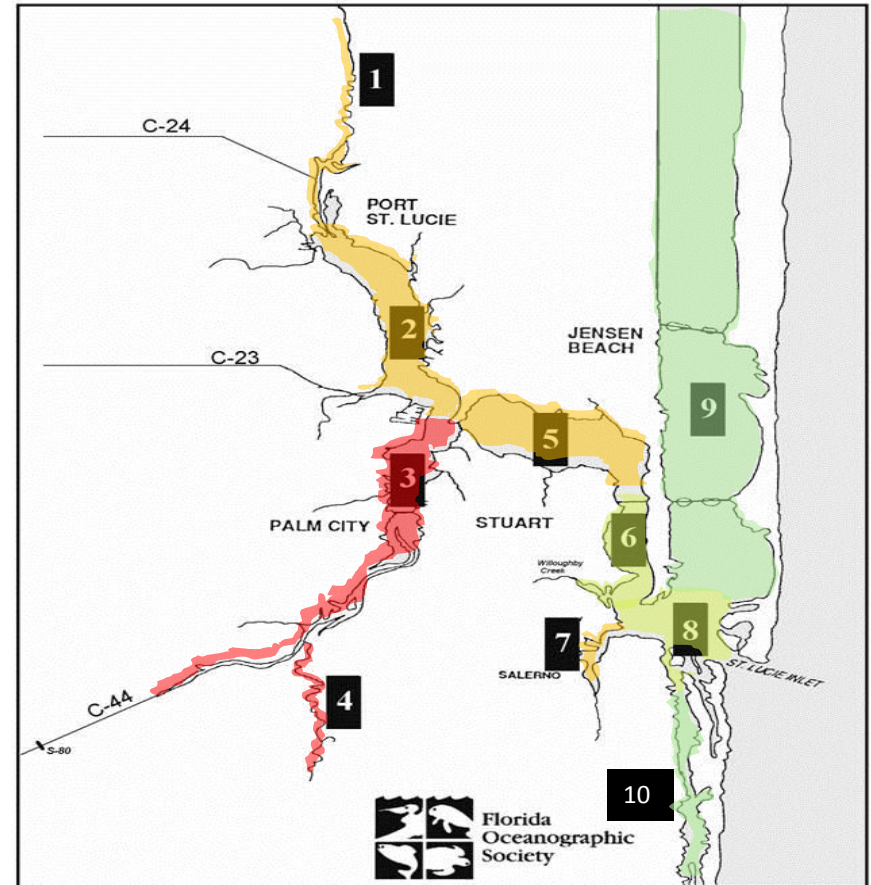 1
C-24
PORT
ST. LUCIE
2
JENSEN
BEACH
C-23
9
5
3
PALM CITY
STUART
6
Willoughby
Creek
8
7
ST. LUCIE INLET
SALERNO
4
C-44
S-80
10
Florida
Oceanographic
Society